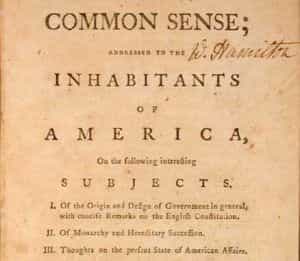 COMMON SENSE;
ADDRESSED TO THE
W. Hamilton
INHABITANTS
OF
AMERICA,
On the following interesting
SUBJECTS.
I. Of the Origin and Design of Government in general,
with concise Remarks on the English Constitution.
II. Of Monarchy and Hereditary Succession.
III. Thoughts on the present State of American Affairs.